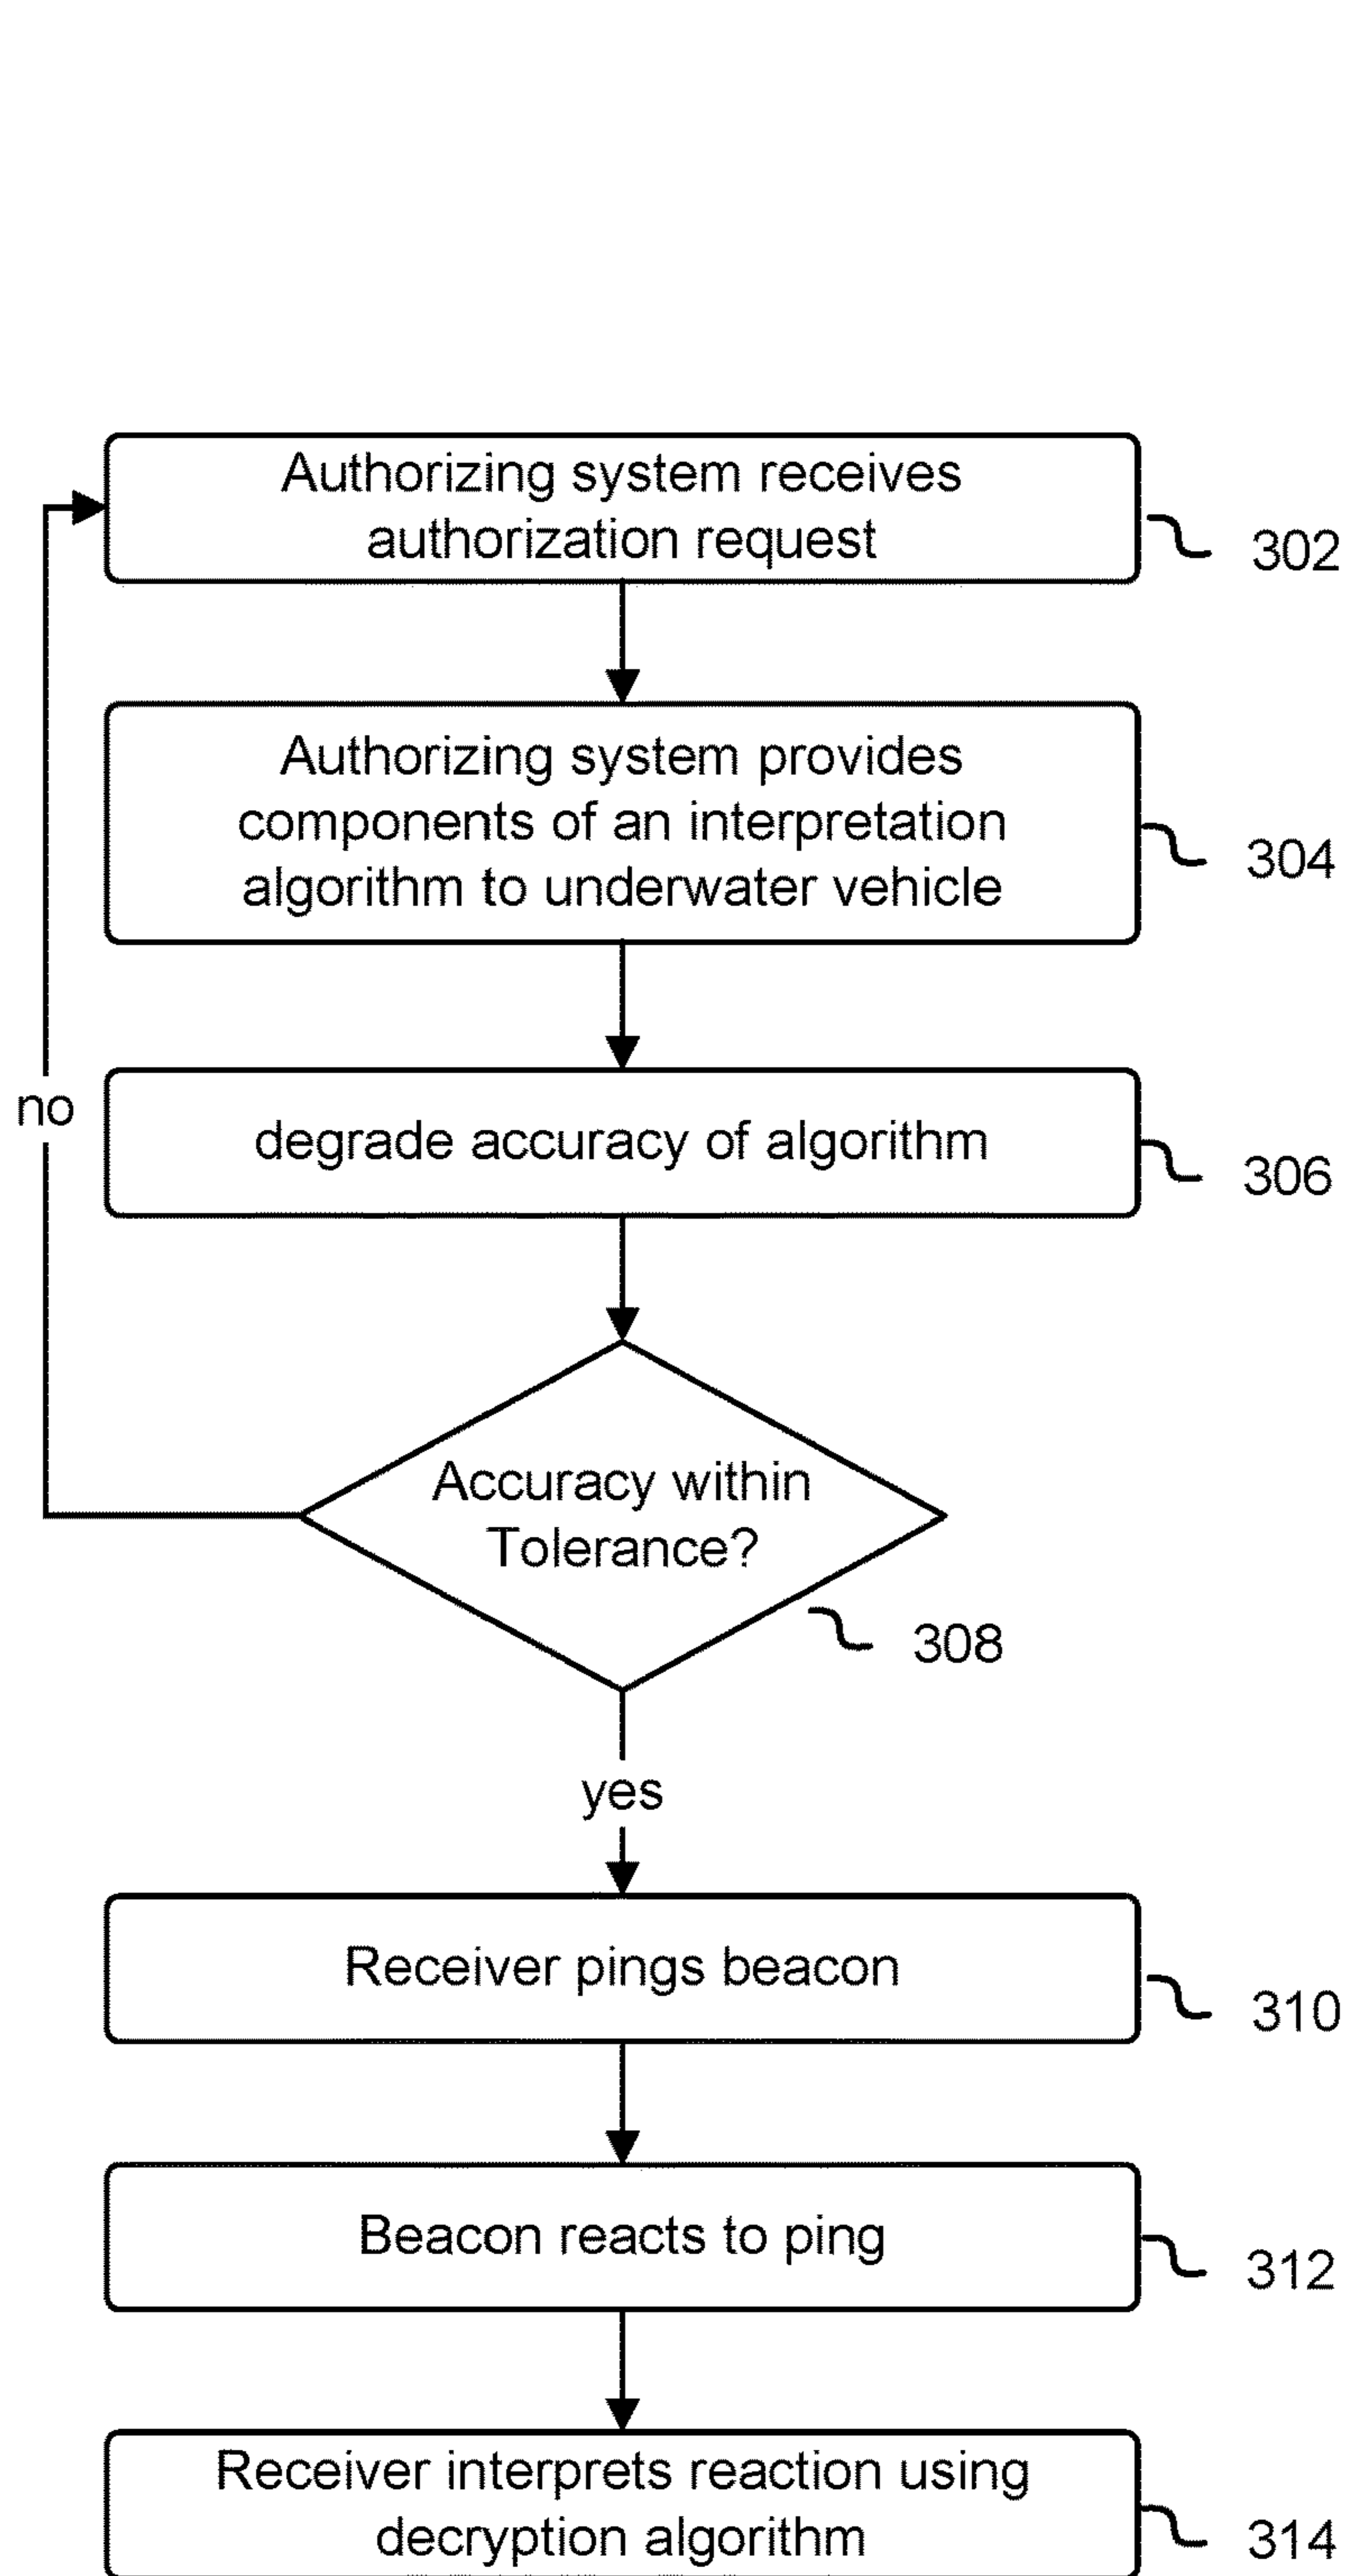 Authorizing system receives
authorization request
302
Authorizing system provides
components of an interpretation
algorithm to underwater vehicle
304
no
degrade accuracy of algorithm
306
Accuracy within
Tolerance?
308
yes
Receiver pings beacon
310
Beacon reacts to ping
312
Receiver interprets reaction using
decryption algorithm
314